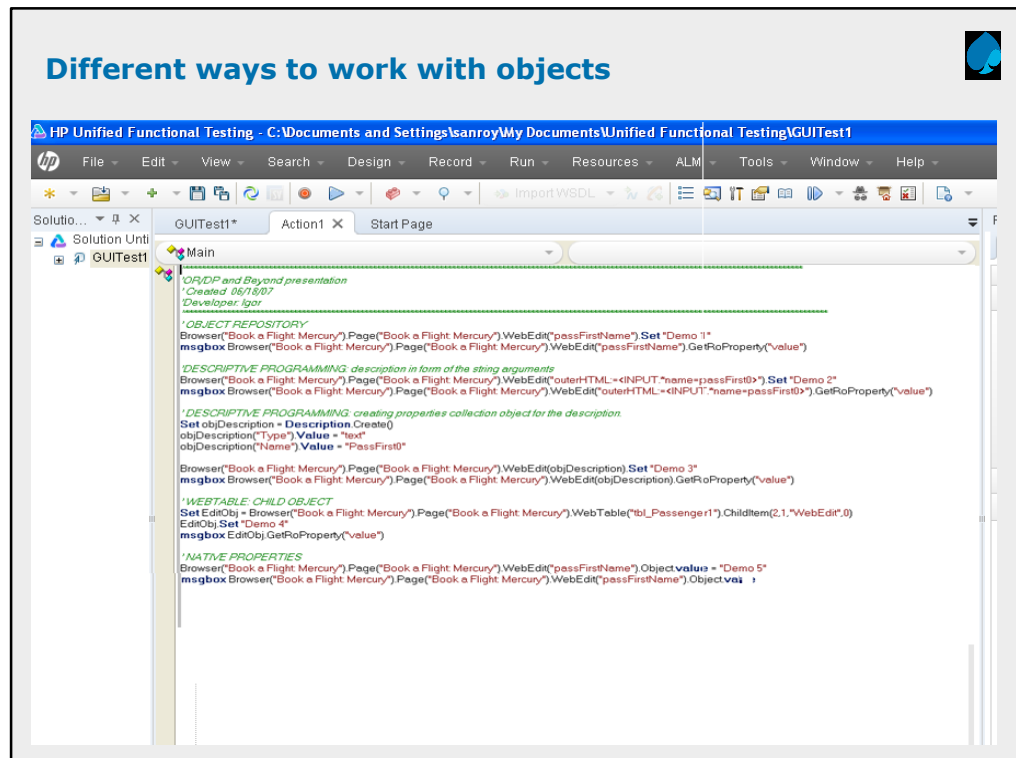 Different ways to work with objects
HP Unified Functional Testing - C:\Documents and Settings\sanroy\My Documents\Unified Functional Testing\GUITest1
hp File Edit View Search Design Record Run Resources ALM Tools Window Help
Import WSDL
Solutio...
GUITest1* Action1 Start Page
Solution Unti
GUITest1
Main
'OR/DP and Beyond presentation
' Created 06/18/07
'Developer: Igor
' OBJECT REPOSITORY
Browser("Book a Flight: Mercury").Page("Book a Flight: Mercury").WebEdit("passFirstName").Set "Demo 1"
msgbox Browser("Book a Flight: Mercury").Page("Book a Flight: Mercury").WebEdit("passFirstName").GetRoProperty("value")
'DESCRIPTIVE PROGRAMMING: description in form of the string arguments
Browser("Book a Flight: Mercury").Page("Book a Flight: Mercury").WebEdit("outerHTML:=<INPUT.*name=passFirst0>").Set "Demo 2"
msgbox Browser("Book a Flight: Mercury").Page("Book a Flight: Mercury").WebEdit("outerHTML:=<INPUT.*name=passFirst0>").GetRoProperty("value")
' DESCRIPTIVE PROGRAMMING: creating properties collection object for the description.
Set objDescription = Description.Create()
objDescription("Type").Value = "text"
objDescription("Name").Value = "PassFirst0"
Browser("Book a Flight: Mercury").Page("Book a Flight: Mercury").WebEdit(objDescription).Set "Demo 3"
msgbox Browser("Book a Flight: Mercury").Page("Book a Flight: Mercury").WebEdit(objDescription).GetRoProperty("value")
' WEBTABLE: CHILD OBJECT
Set EditObj = Browser("Book a Flight: Mercury").Page("Book a Flight: Mercury").WebTable("tbl_Passenger1").ChildItem(2,1,"WebEdit",0)
EditObj.Set "Demo 4"
msgbox EditObj.GetRoProperty("value")
' NATIVE PROPERTIES
Browser("Book a Flight: Mercury").Page("Book a Flight: Mercury").WebEdit("passFirstName").Object.value = "Demo 5"
msgbox Browser("Book a Flight: Mercury").Page("Book a Flight: Mercury").WebEdit("passFirstName").Object